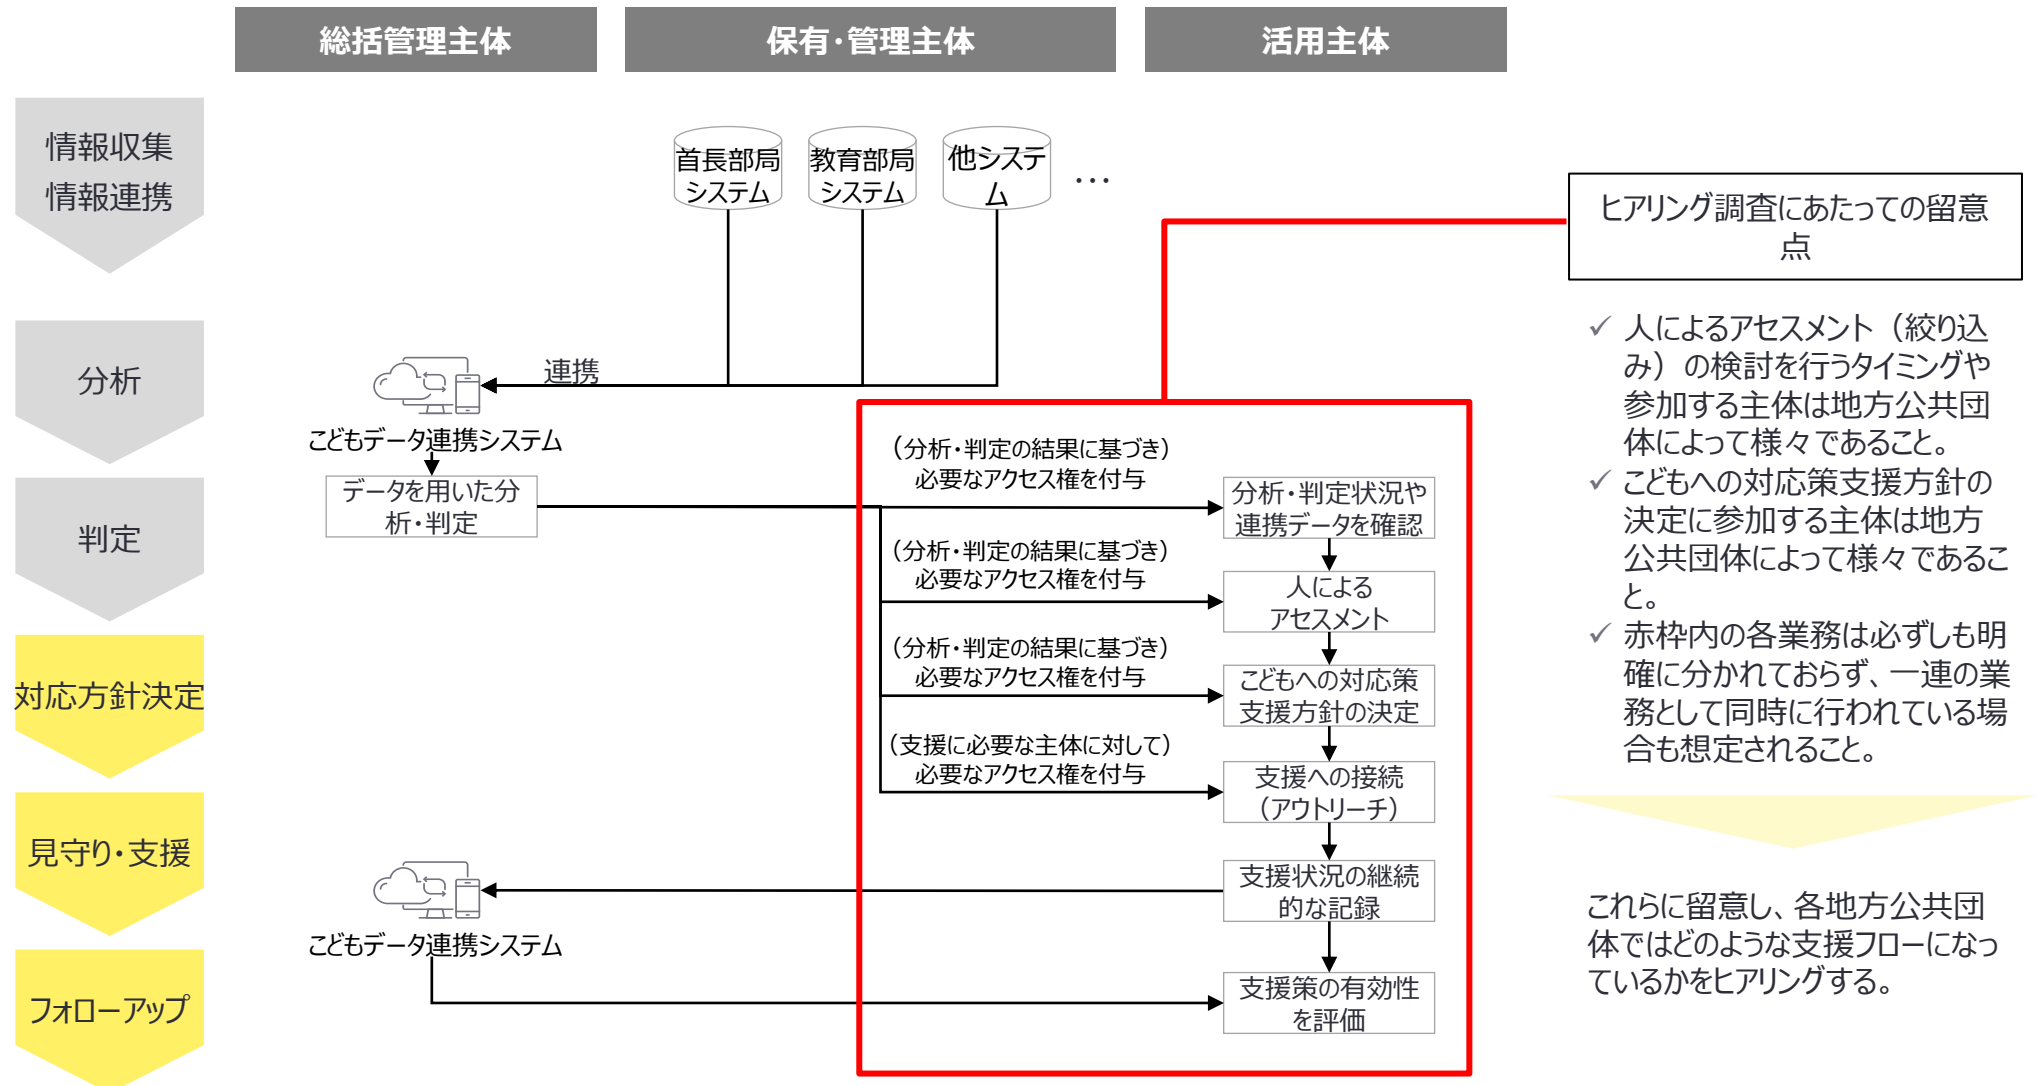 総括管理主体
保有・管理主体
活用主体
情報収集
情報連携
分析
判定
対応方針決定
見守り・支援
フォローアップ
首長部局
システム
教育部局
システム
他システ
ム
…
連携
こどもデータ連携システム
データを用いた分
析・判定
（分析・判定の結果に基づき）
必要なアクセス権を付与
分析・判定状況や
連携データを確認
（分析・判定の結果に基づき）
必要なアクセス権を付与
人による
アセスメント
（分析・判定の結果に基づき）
必要なアクセス権を付与
こどもへの対応策
支援方針の決定
（支援に必要な主体に対して）
必要なアクセス権を付与
支援への接続
（アウトリーチ）
支援状況の継続
的な記録
こどもデータ連携システム
支援策の有効性
を評価
ヒアリング調査にあたっての留意
点
✓ 人によるアセスメント（絞り込
み）の検討を行うタイミングや
参加する主体は地方公共団
体によって様々であること。
✓ こどもへの対応策支援方針の
決定に参加する主体は地方
公共団体によって様々であるこ
と。
✓ 赤枠内の各業務は必ずしも明
確に分かれておらず、一連の業
務として同時に行われている場
合も想定されること。
これらに留意し、各地方公共団
体ではどのような支援フローになっ
ているかをヒアリングする。